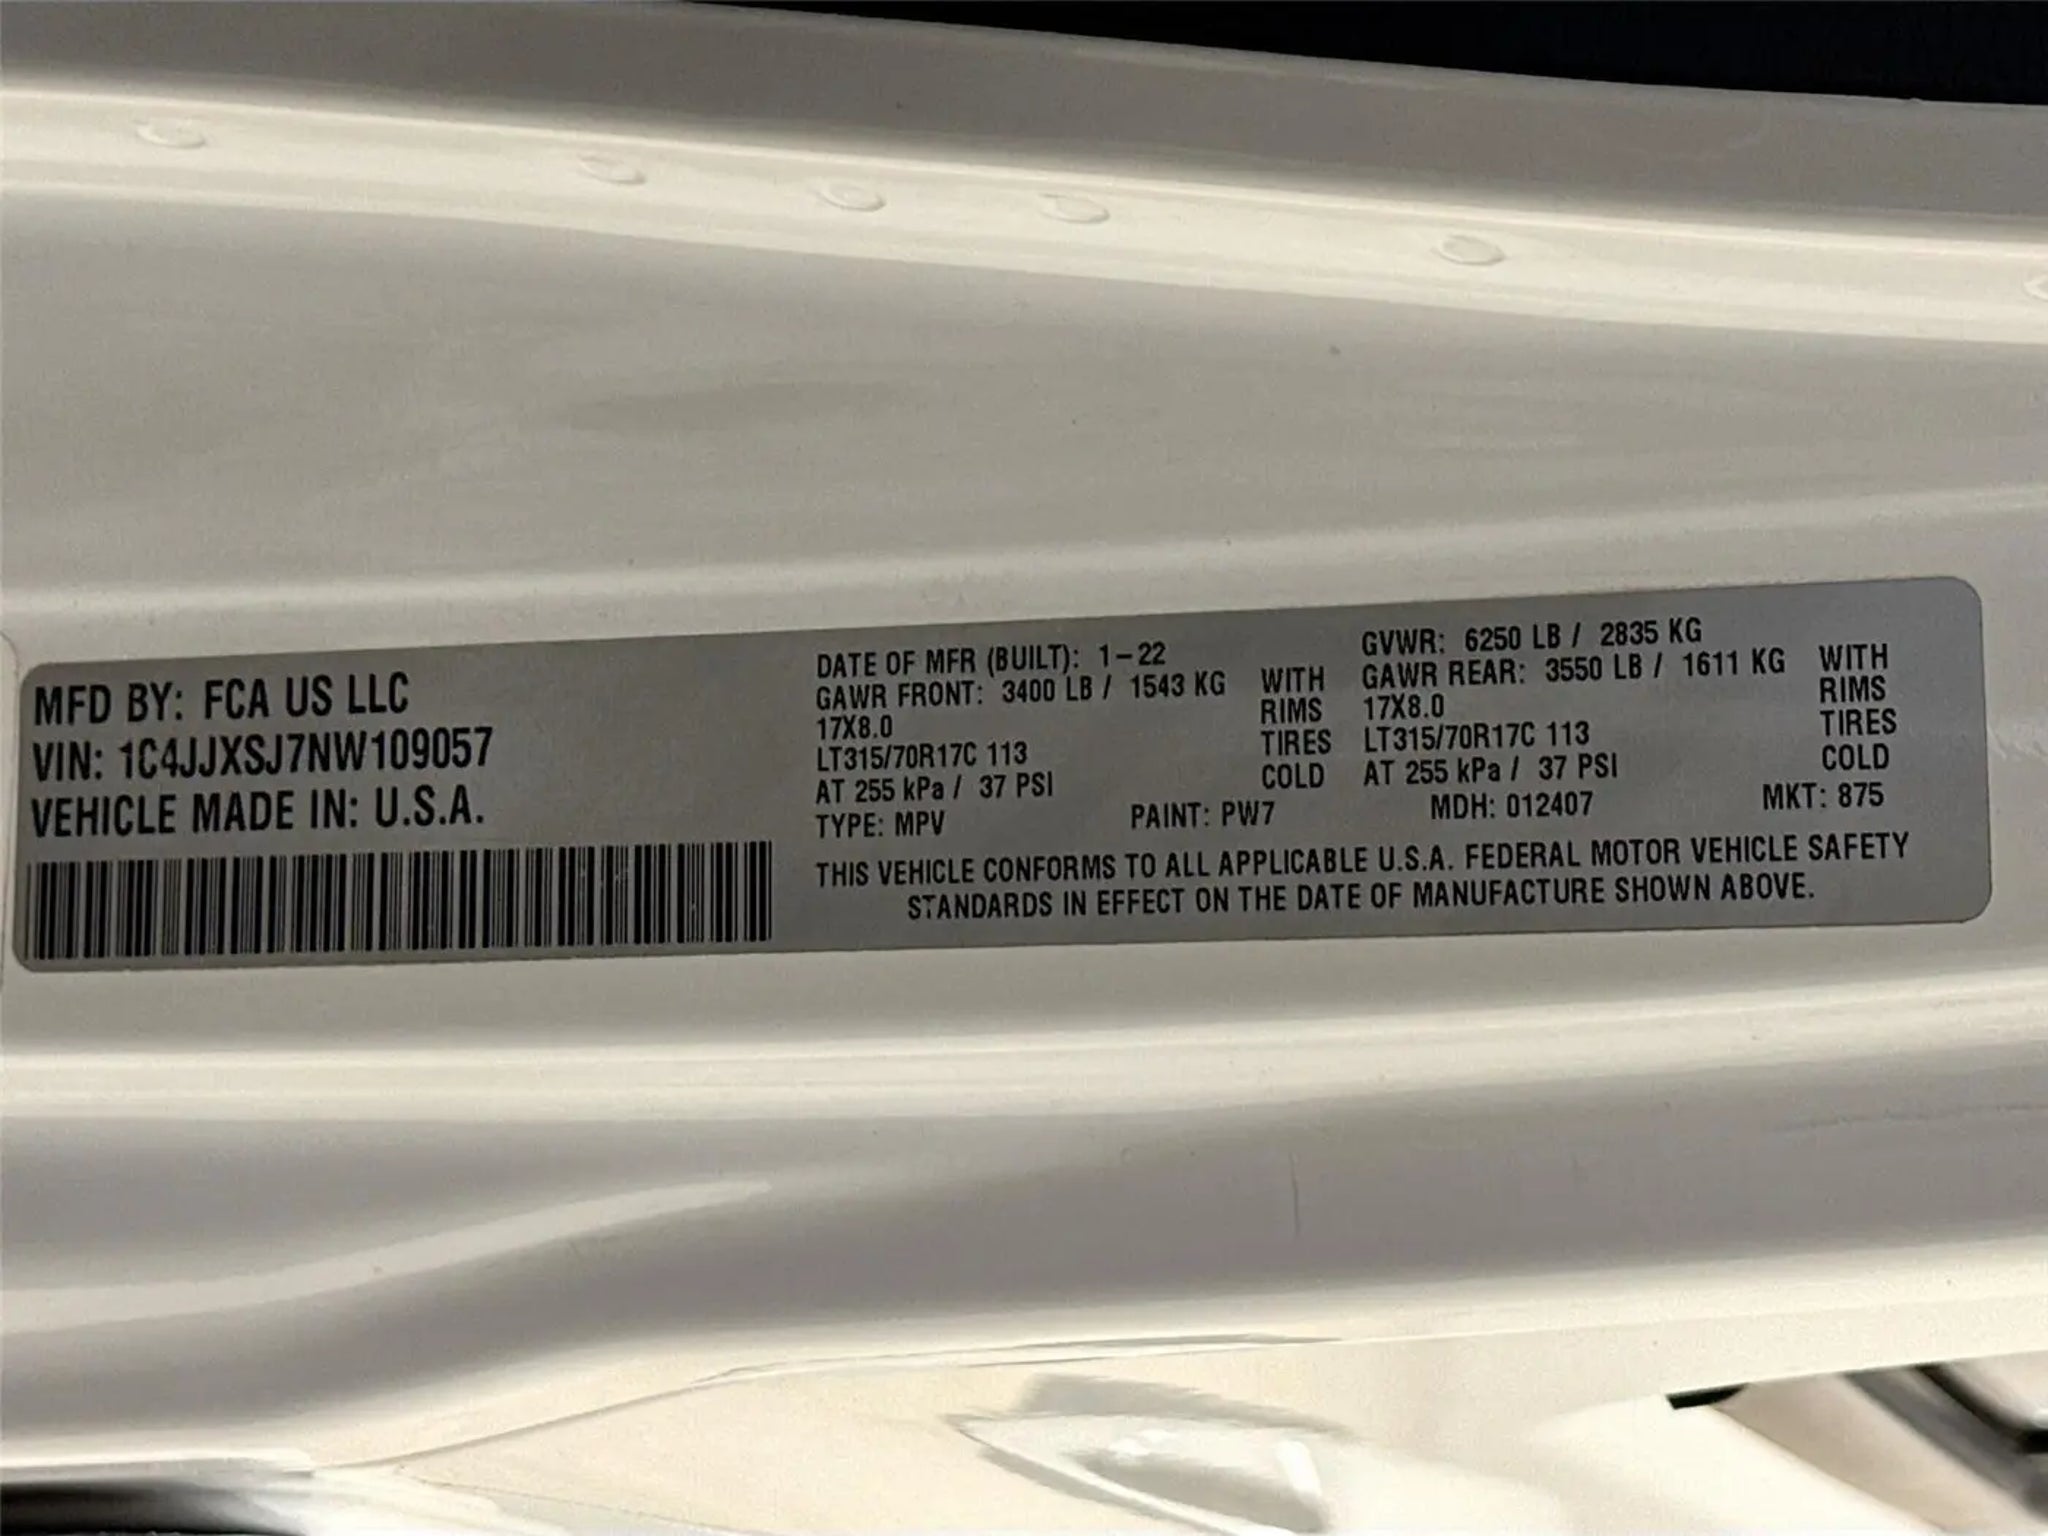 MFD BY: FCA US LLC
VIN: 1C4JJXSJ7NW109057
VEHICLE MADE IN: U.S.A.
DATE OF MFR (BUILT): 1-22
GAWR FRONT: 3400 LB / 1543 KG WITH
17X8.0 RIMS
LT315/70R17C 113 TIRES
AT 255 kPa / 37 PSI COLD
GVWR: 6250 LB / 2835 KG
GAWR REAR: 3550 LB / 1611 KG WITH
17X8.0 RIMS
LT315/70R17C 113 TIRES
AT 255 kPa / 37 PSI COLD
TYPE: MPV PAINT: PW7 MDH: 012407 MKT: 875
THIS VEHICLE CONFORMS TO ALL APPLICABLE U.S.A. FEDERAL MOTOR VEHICLE SAFETY
STANDARDS IN EFFECT ON THE DATE OF MANUFACTURE SHOWN ABOVE.